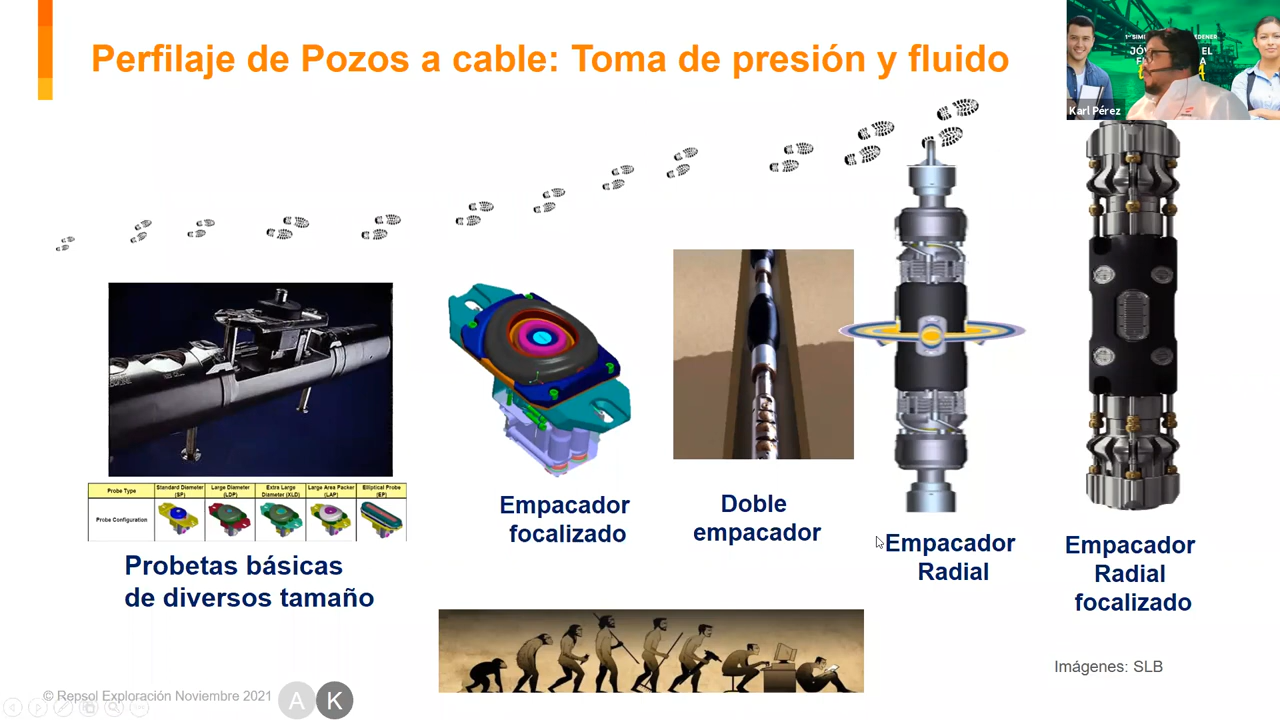 Perfilaje de Pozos a cable: Toma de presión y fluido
Karl Pérez
Probe Type
Standard Diameter
(SP)
Large Diameter
(LDP)
Extra Large
Diameter (XLD)
Large Area Packer
(LAP)
Elliptical Probe
(EP)
Probe Configuration
Probetas básicas
de diversos tamaño
Empacador
focalizado
Doble
empacador
Empacador
Radial
Empacador
Radial
focalizado
Imágenes: SLB
© Repsol Exploración Noviembre 2021
A
K